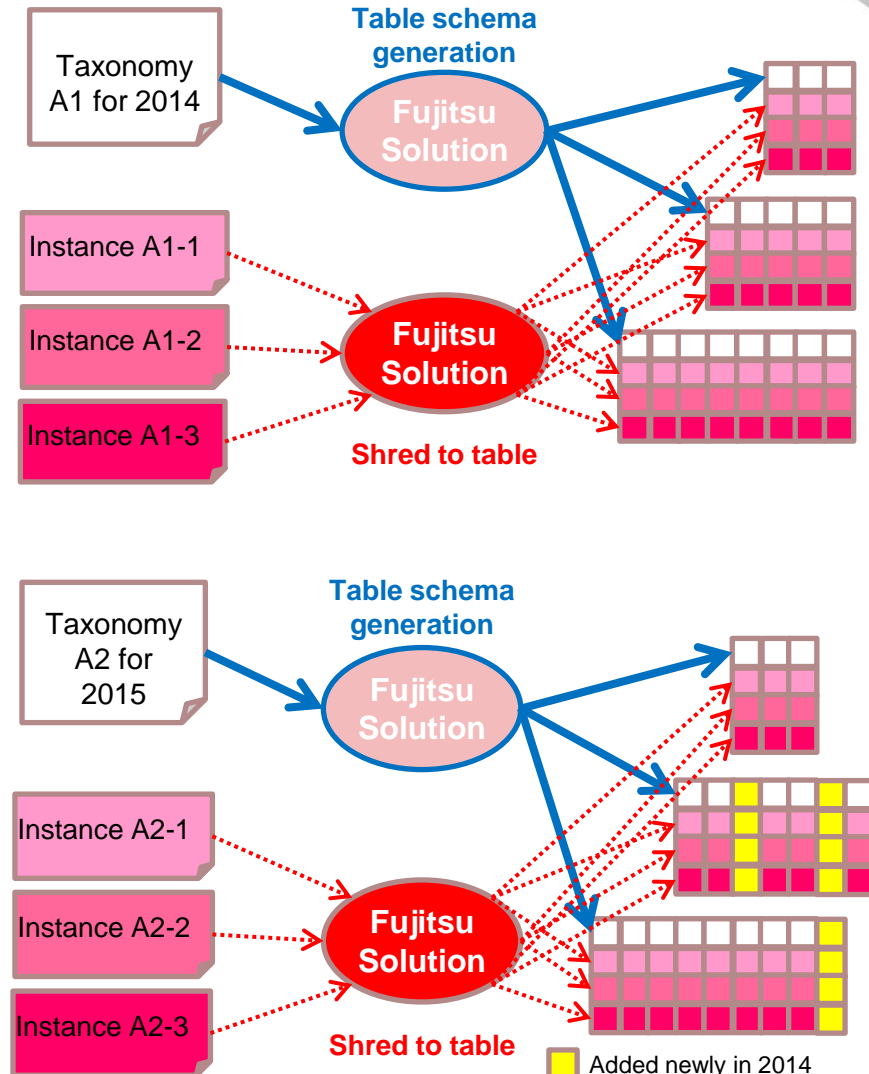 Table schema
generation
Taxonomy
A1 for 2014
Fujitsu
Solution
Instance A1-1
Instance A1-2
Instance A1-3
Fujitsu
Solution
Shred to table
Table schema
generation
Taxonomy
A2 for
2015
Fujitsu
Solution
Instance A2-1
Instance A2-2
Instance A2-3
Fujitsu
Solution
Shred to table
Added newly in 2014